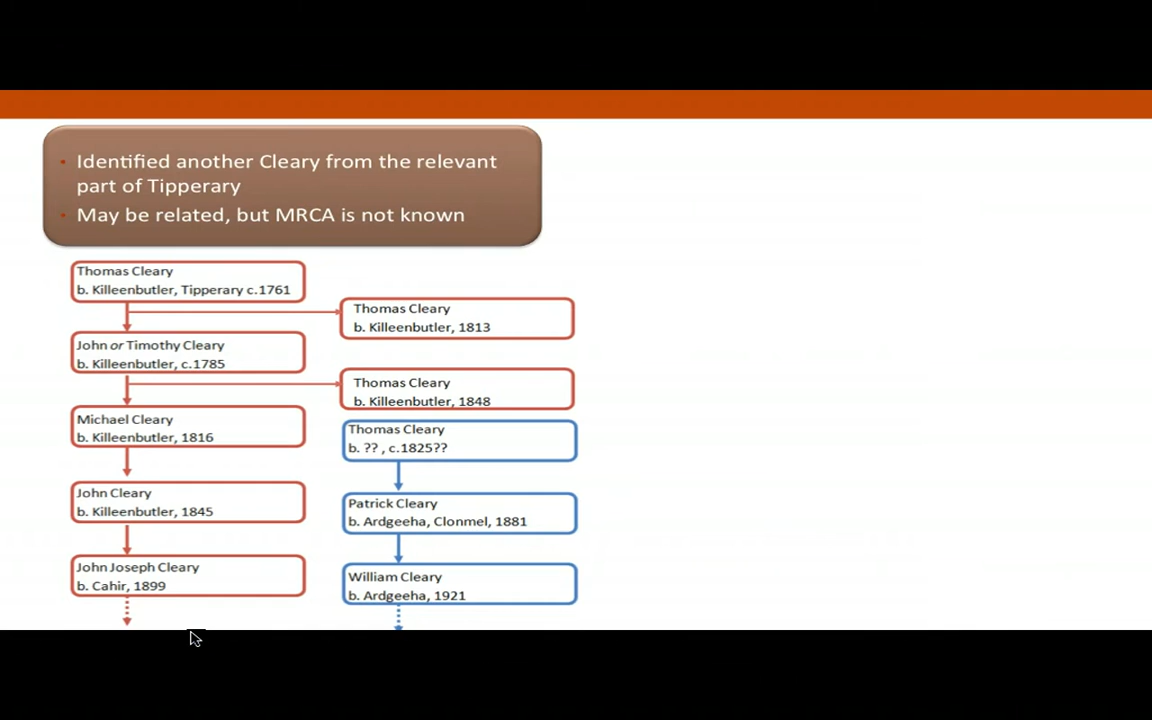 • Identified another Cleary from the relevant
part of Tipperary
• May be related, but MRCA is not known
Thomas Cleary
b. Killeenbutler, Tipperary c.1761
Thomas Cleary
b. Killeenbutler, 1813
John or Timothy Cleary
b. Killeenbutler, c.1785
Thomas Cleary
b. Killeenbutler, 1848
Michael Cleary
b. Killeenbutler, 1816
Thomas Cleary
b. ?? , c.1825??
John Cleary
b. Killeenbutler, 1845
Patrick Cleary
b. Ardgeeha, Clonmel, 1881
John Joseph Cleary
b. Cahir, 1899
William Cleary
b. Ardgeeha, 1921